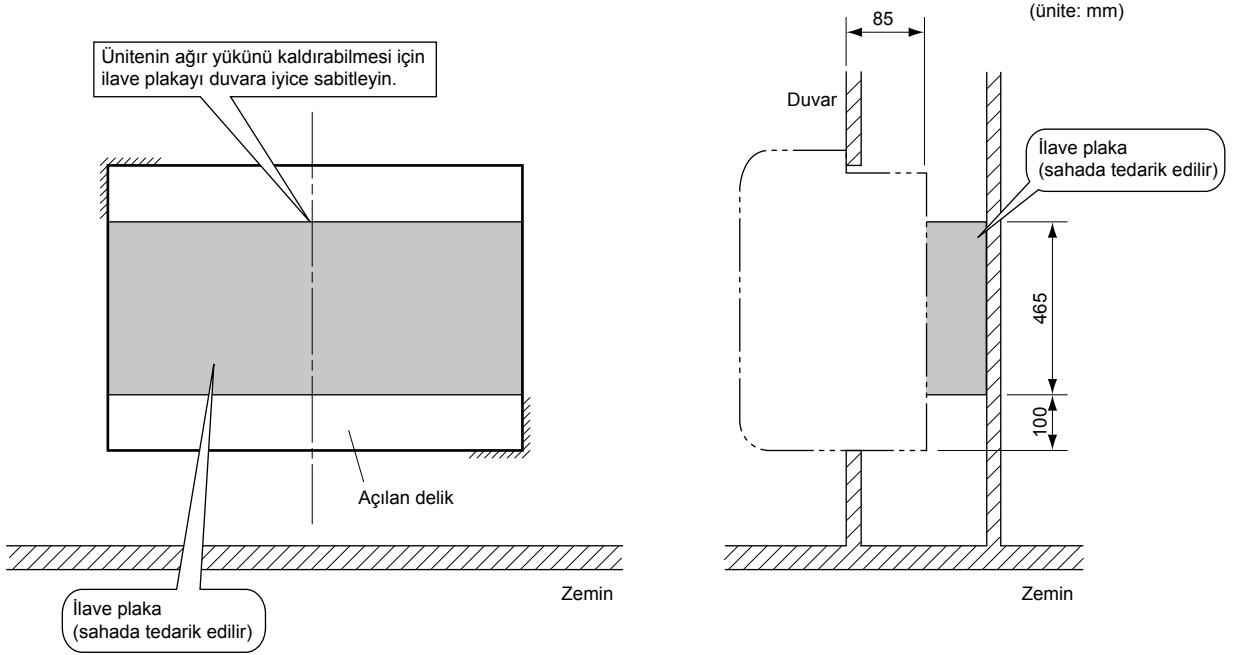 Ünitenin ağır yükünü kaldırabilmesi için
ilave plakayı duvara iyice sabitleyin.
Açılan delik
Zemin
İlave plaka
(sahada tedarik edilir)
(ünite: mm)
85
Duvar
İlave plaka
(sahada tedarik edilir)
465
100
Zemin